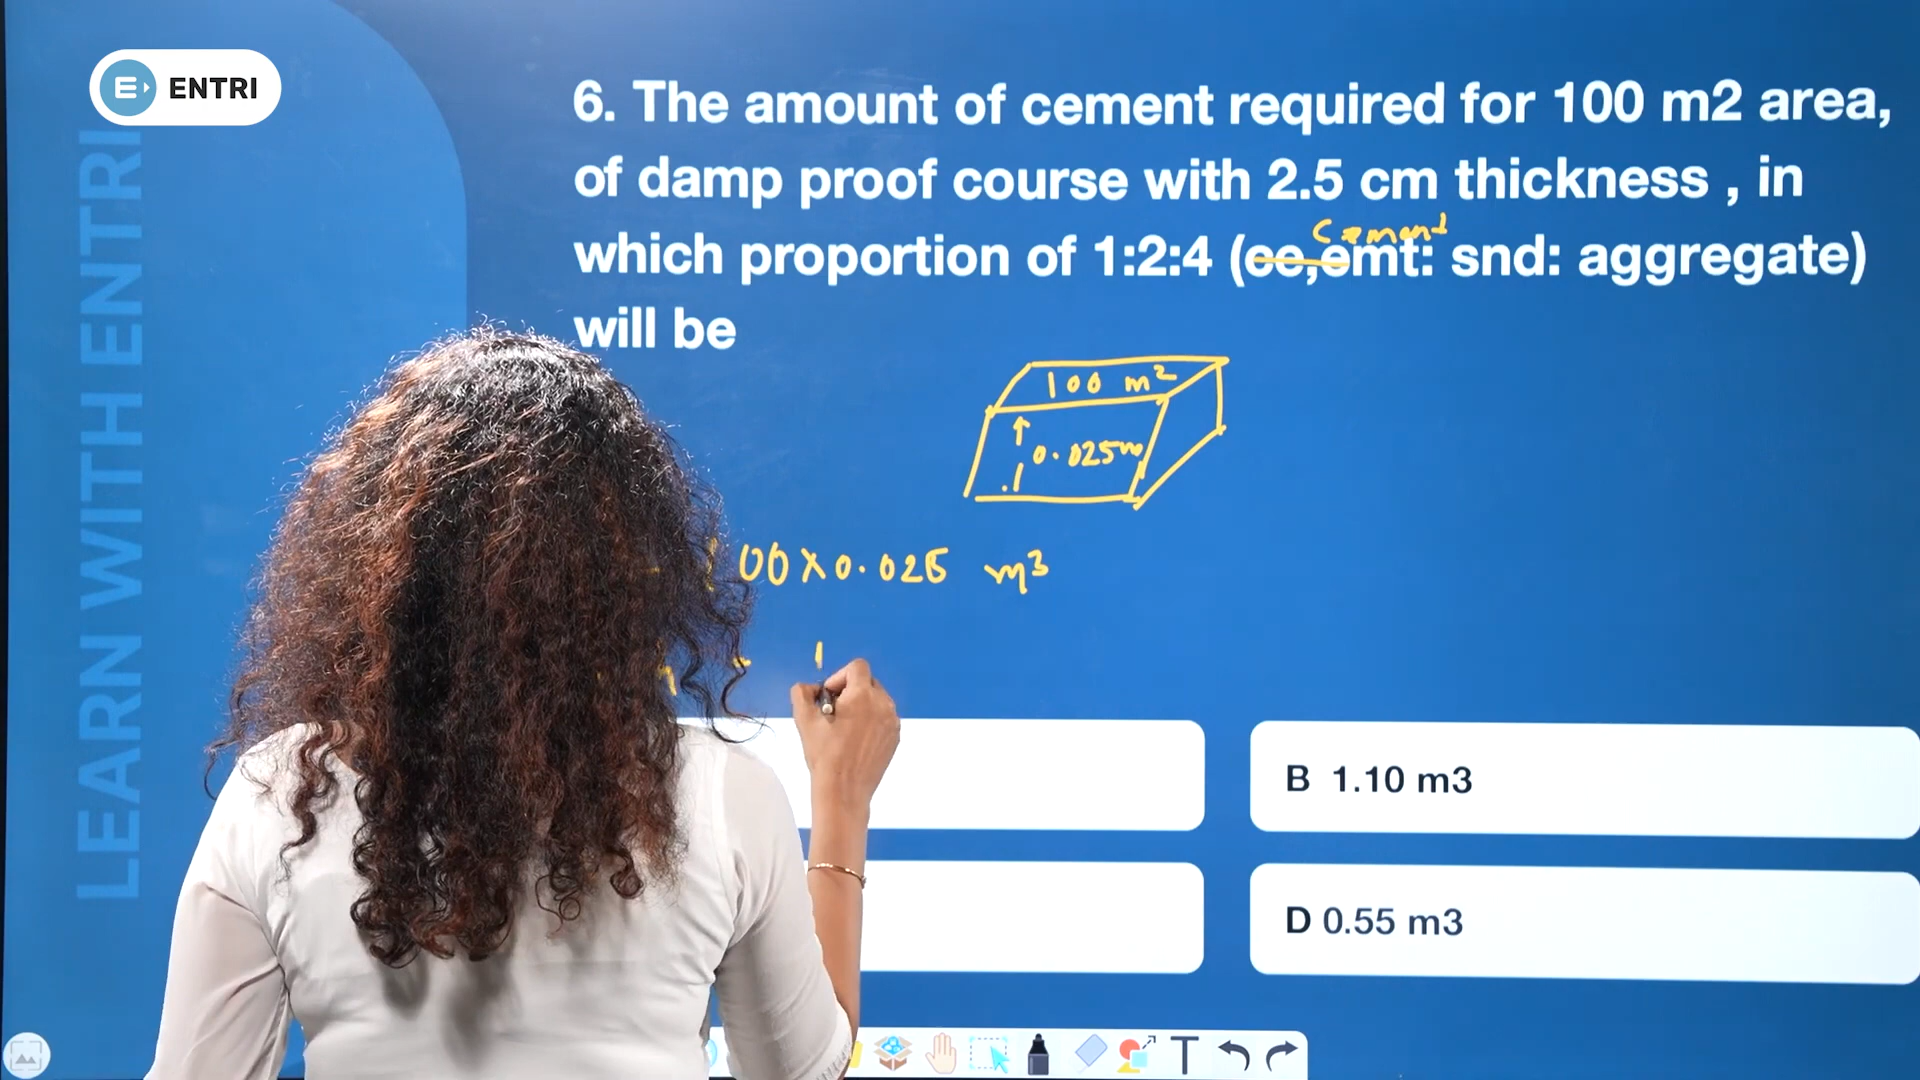 ENTRI
LEARN WITH ENTRI
6. The amount of cement required for 100 m2 area,
of damp proof course with 2.5 cm thickness , in
cement
which proportion of 1:2:4 (ce,emt: snd: aggregate)
will be
100 m²
0.025m
100 x 0.025 m³
B 1.10 m3
D 0.55 m3